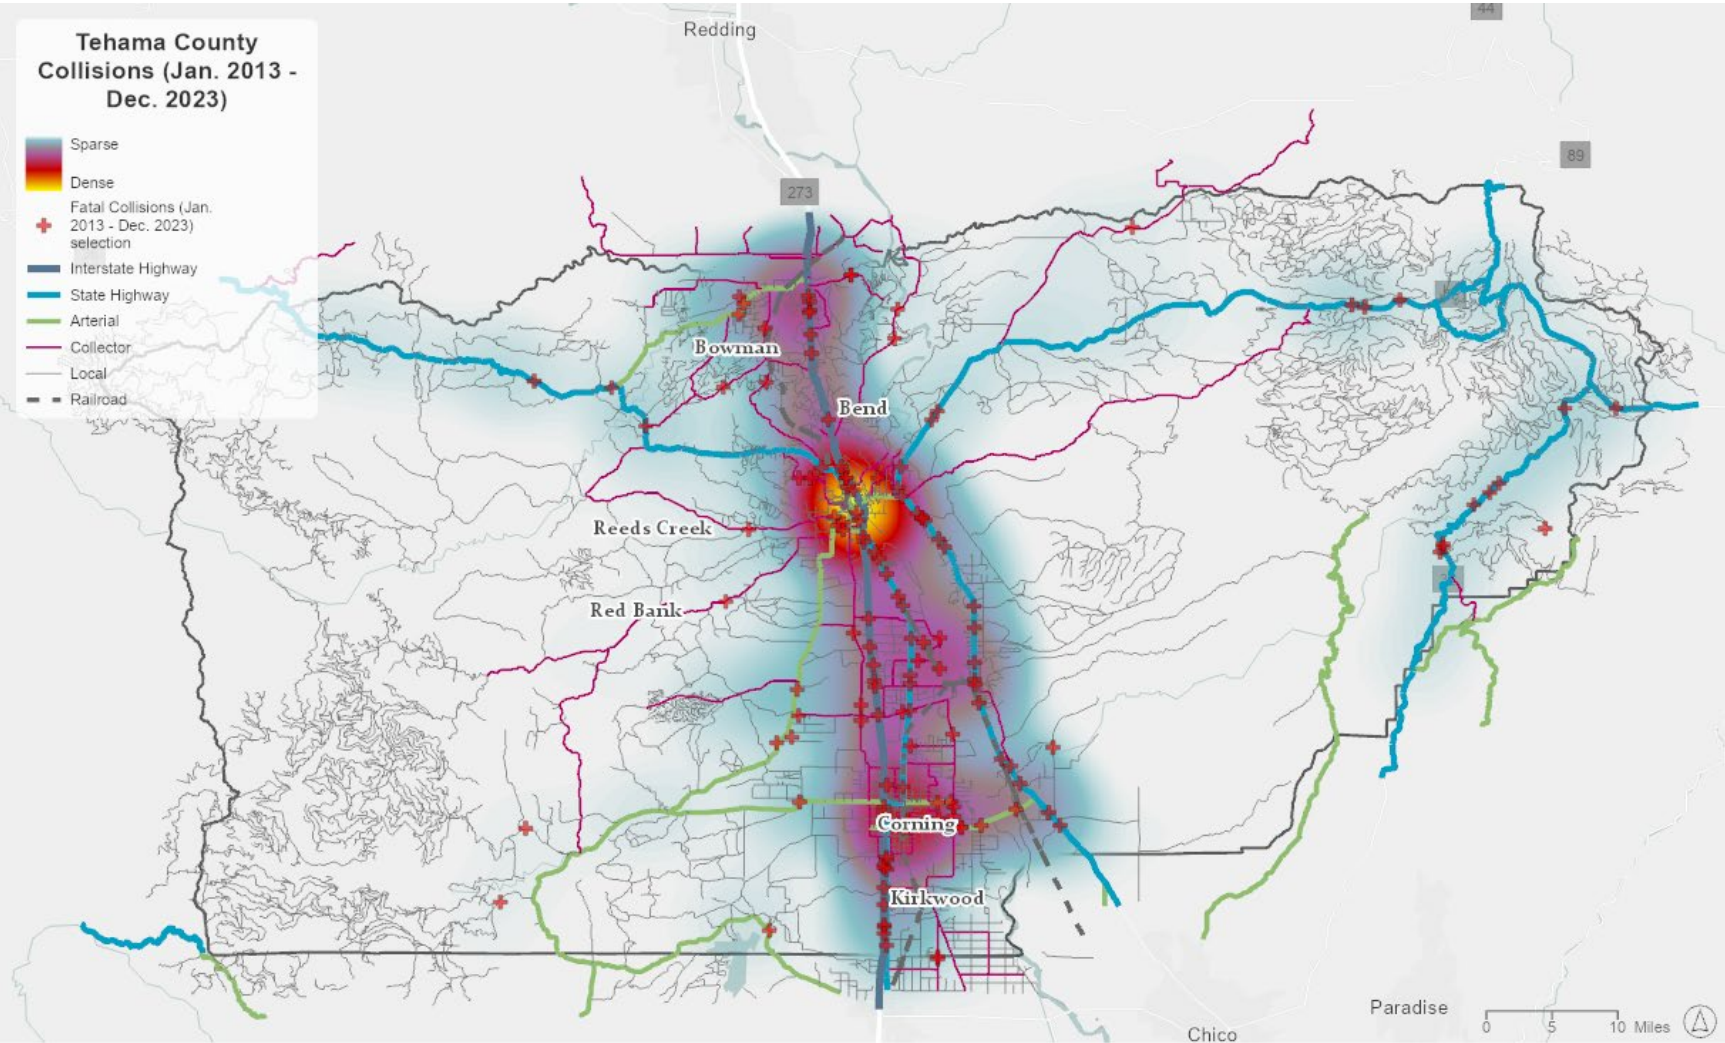 Tehama County
Collisions (Jan. 2013 -
Dec. 2023)
Sparse
Dense
Fatal Collisions (Jan.
2013 - Dec. 2023)
selection
Interstate Highway
State Highway
Arterial
Collector
Local
Railroad
Redding
44
89
273
Bowman
Bend
Reeds Creek
Red Bank
Corning
Kirkwood
Paradise
Chico
0 5 10 Miles